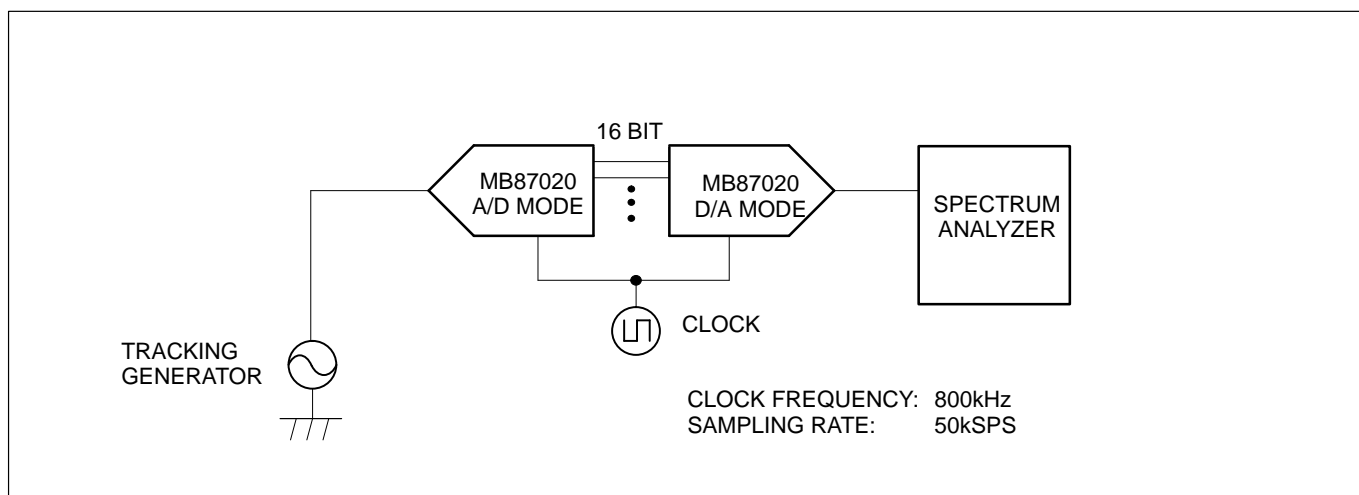 16 BIT
MB87020
A/D MODE
MB87020
D/A MODE
SPECTRUM
ANALYZER
CLOCK
TRACKING
GENERATOR
CLOCK FREQUENCY: 800kHz
SAMPLING RATE: 50kSPS